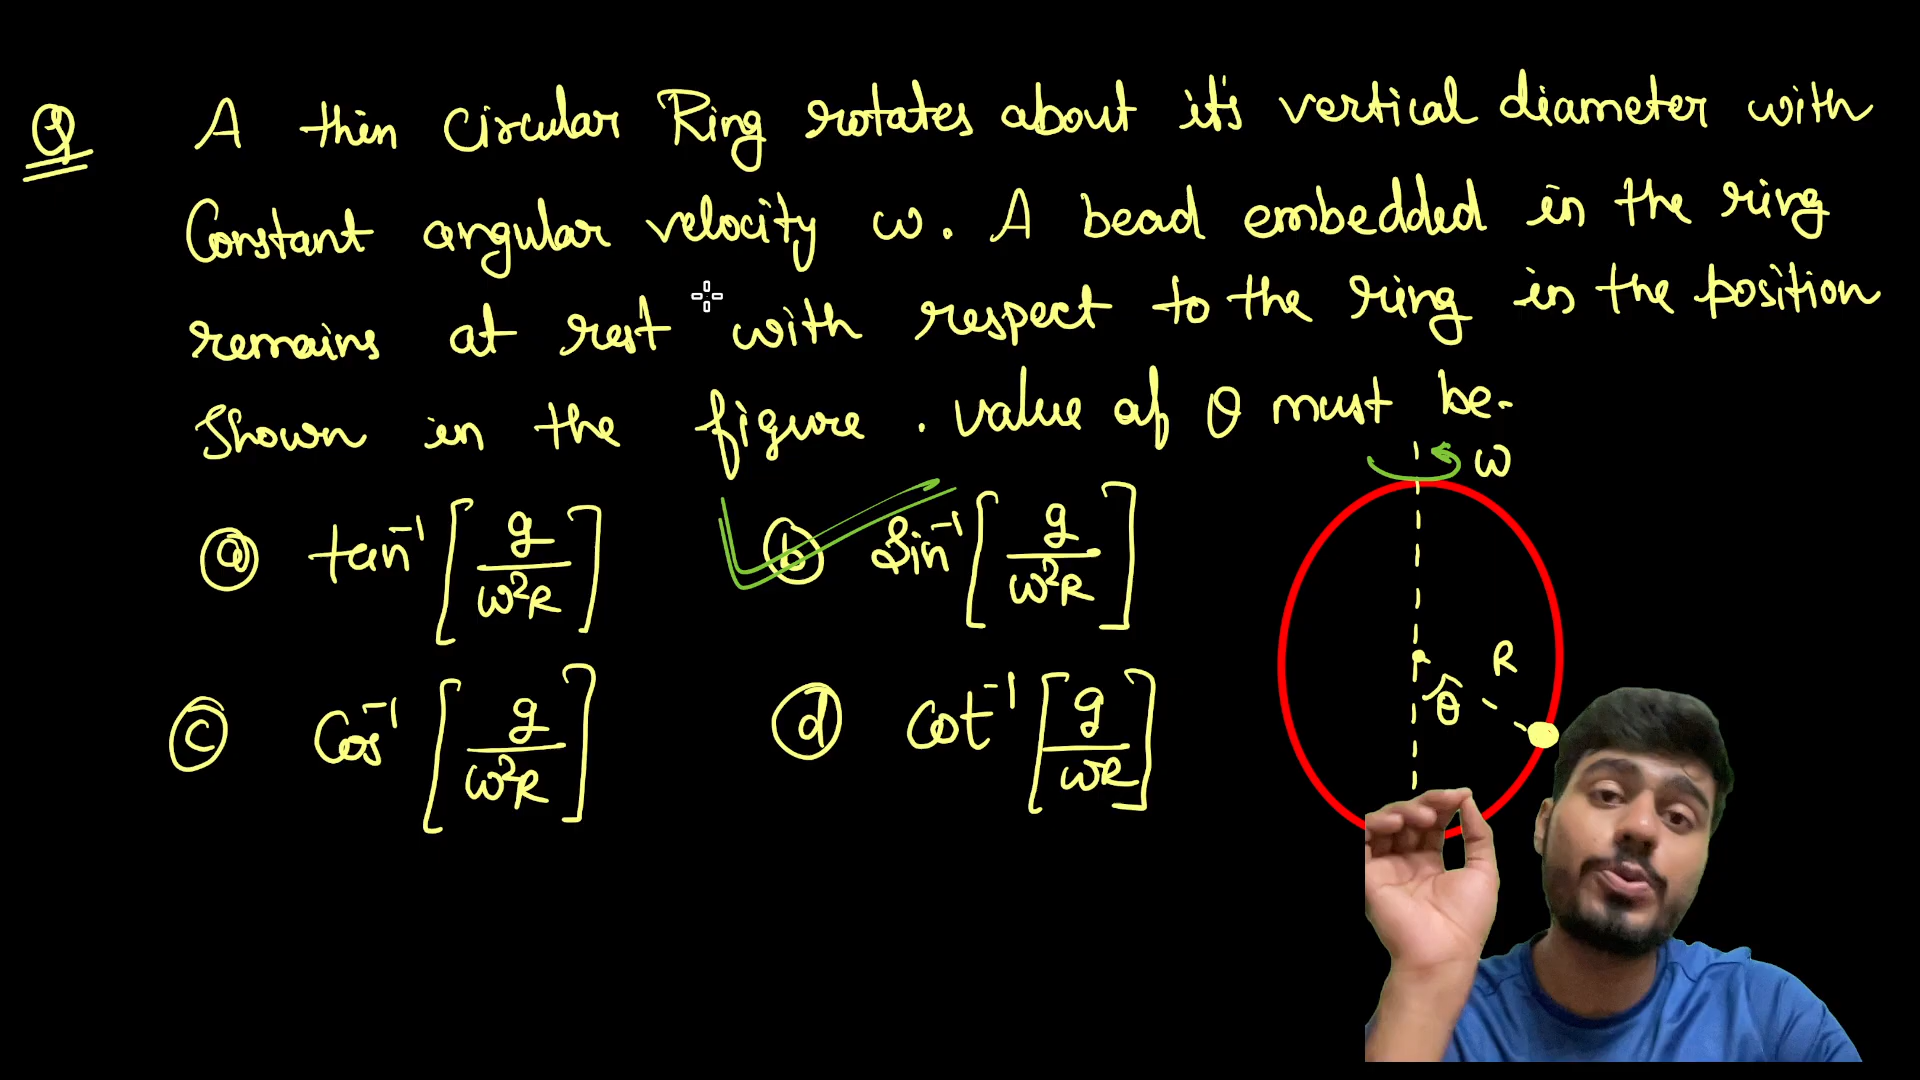 Q A thin Circular Ring rotates about it's vertical diameter with
Constant angular velocity ω. A bead embedded in the ring
remains at rest with respect to the ring in the position
Shown in the figure. value of θ must be.
ω
ⓐ tan⁻¹ [g/ω²R] ⓑ Sin⁻¹ [g/ω²R]
R
θ
ⓒ Cos⁻¹ [g/ω²R] ⓓ cot⁻¹ [g/ωR]